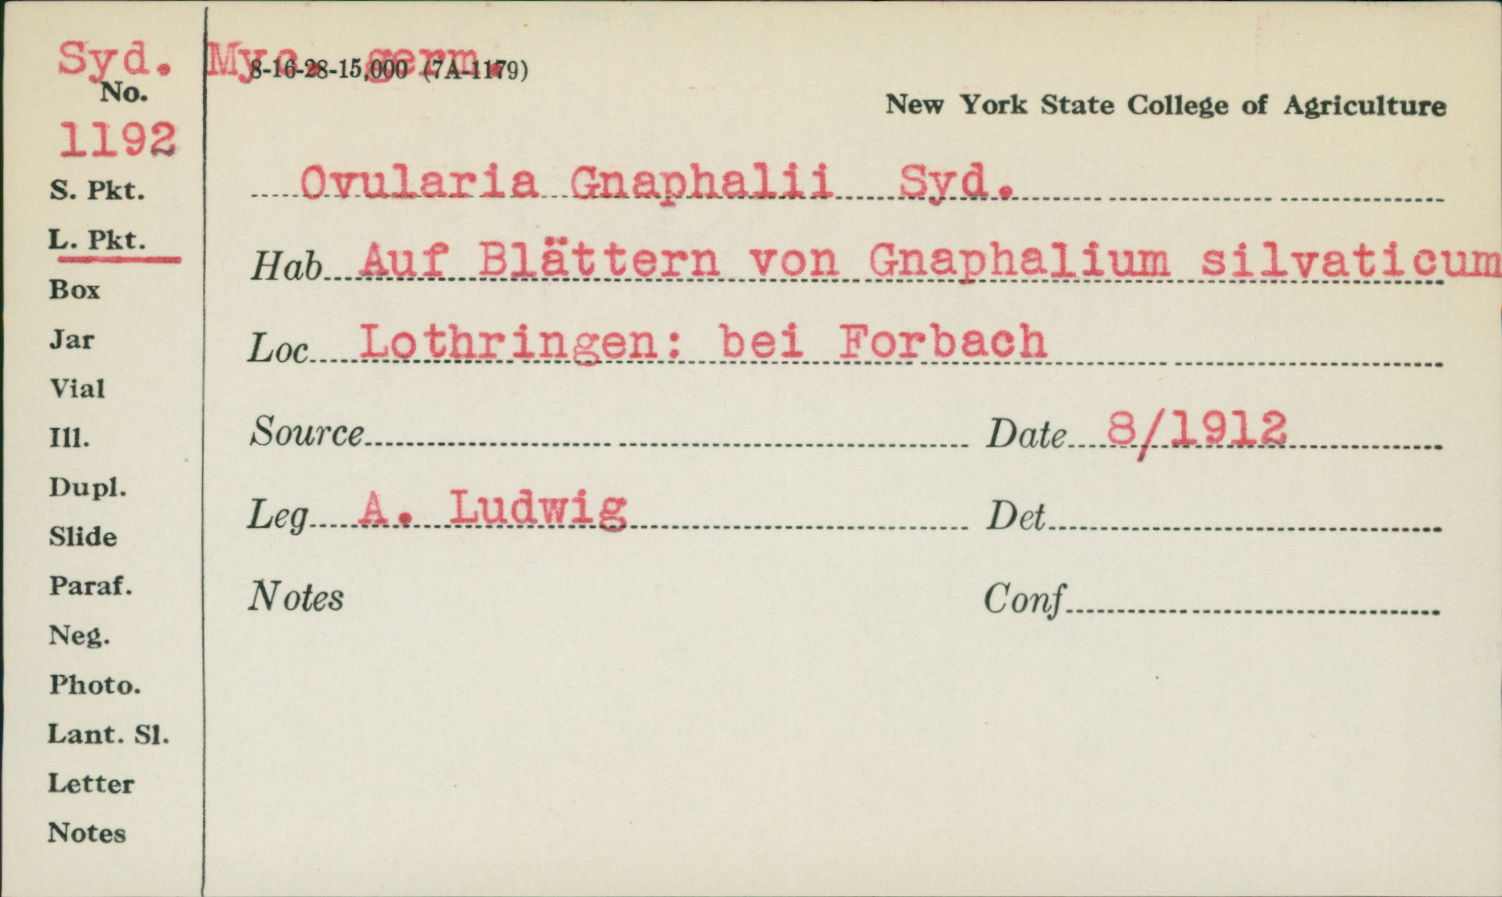 Syd. Myc. germ.
8-16-28-15,000 (7A-1179)
No.
New York State College of Agriculture
1192
S. Pkt.
Ovularia Gnaphalii Syd.
L. Pkt.
Hab Auf Blättern von Gnaphalium silvaticum
Box
Jar
Loc Lothringen: bei Forbach
Vial
Ill.
Source Date 8/1912
Dupl.
Leg A. Ludwig Det
Slide
Paraf.
Notes Conf
Neg.
Photo.
Lant. Sl.
Letter
Notes